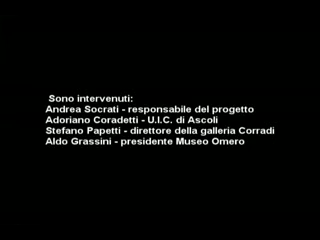 Sono intervenuti:
Andrea Socrati - responsabile del progetto
Adoriano Coradetti - U.I.C. di Ascoli
Stefano Papetti - direttore della galleria Corradi
Aldo Grassini - presidente Museo Omero